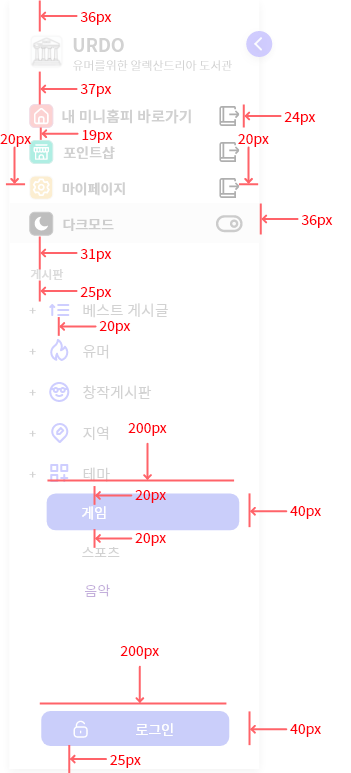 36px
URDO
유머를위한 알렉산드리아 도서관
37px
내 미니홈피 바로가기
24px
19px
20px
20px
포인트샵
마이페이지
다크모드
36px
31px
게시판
25px
+ 베스트 게시글
20px
+ 유머
+ 창작게시판
+ 지역
200px
+ 테마
20px
게임
40px
20px
스포츠
음악
200px
로그인
40px
25px